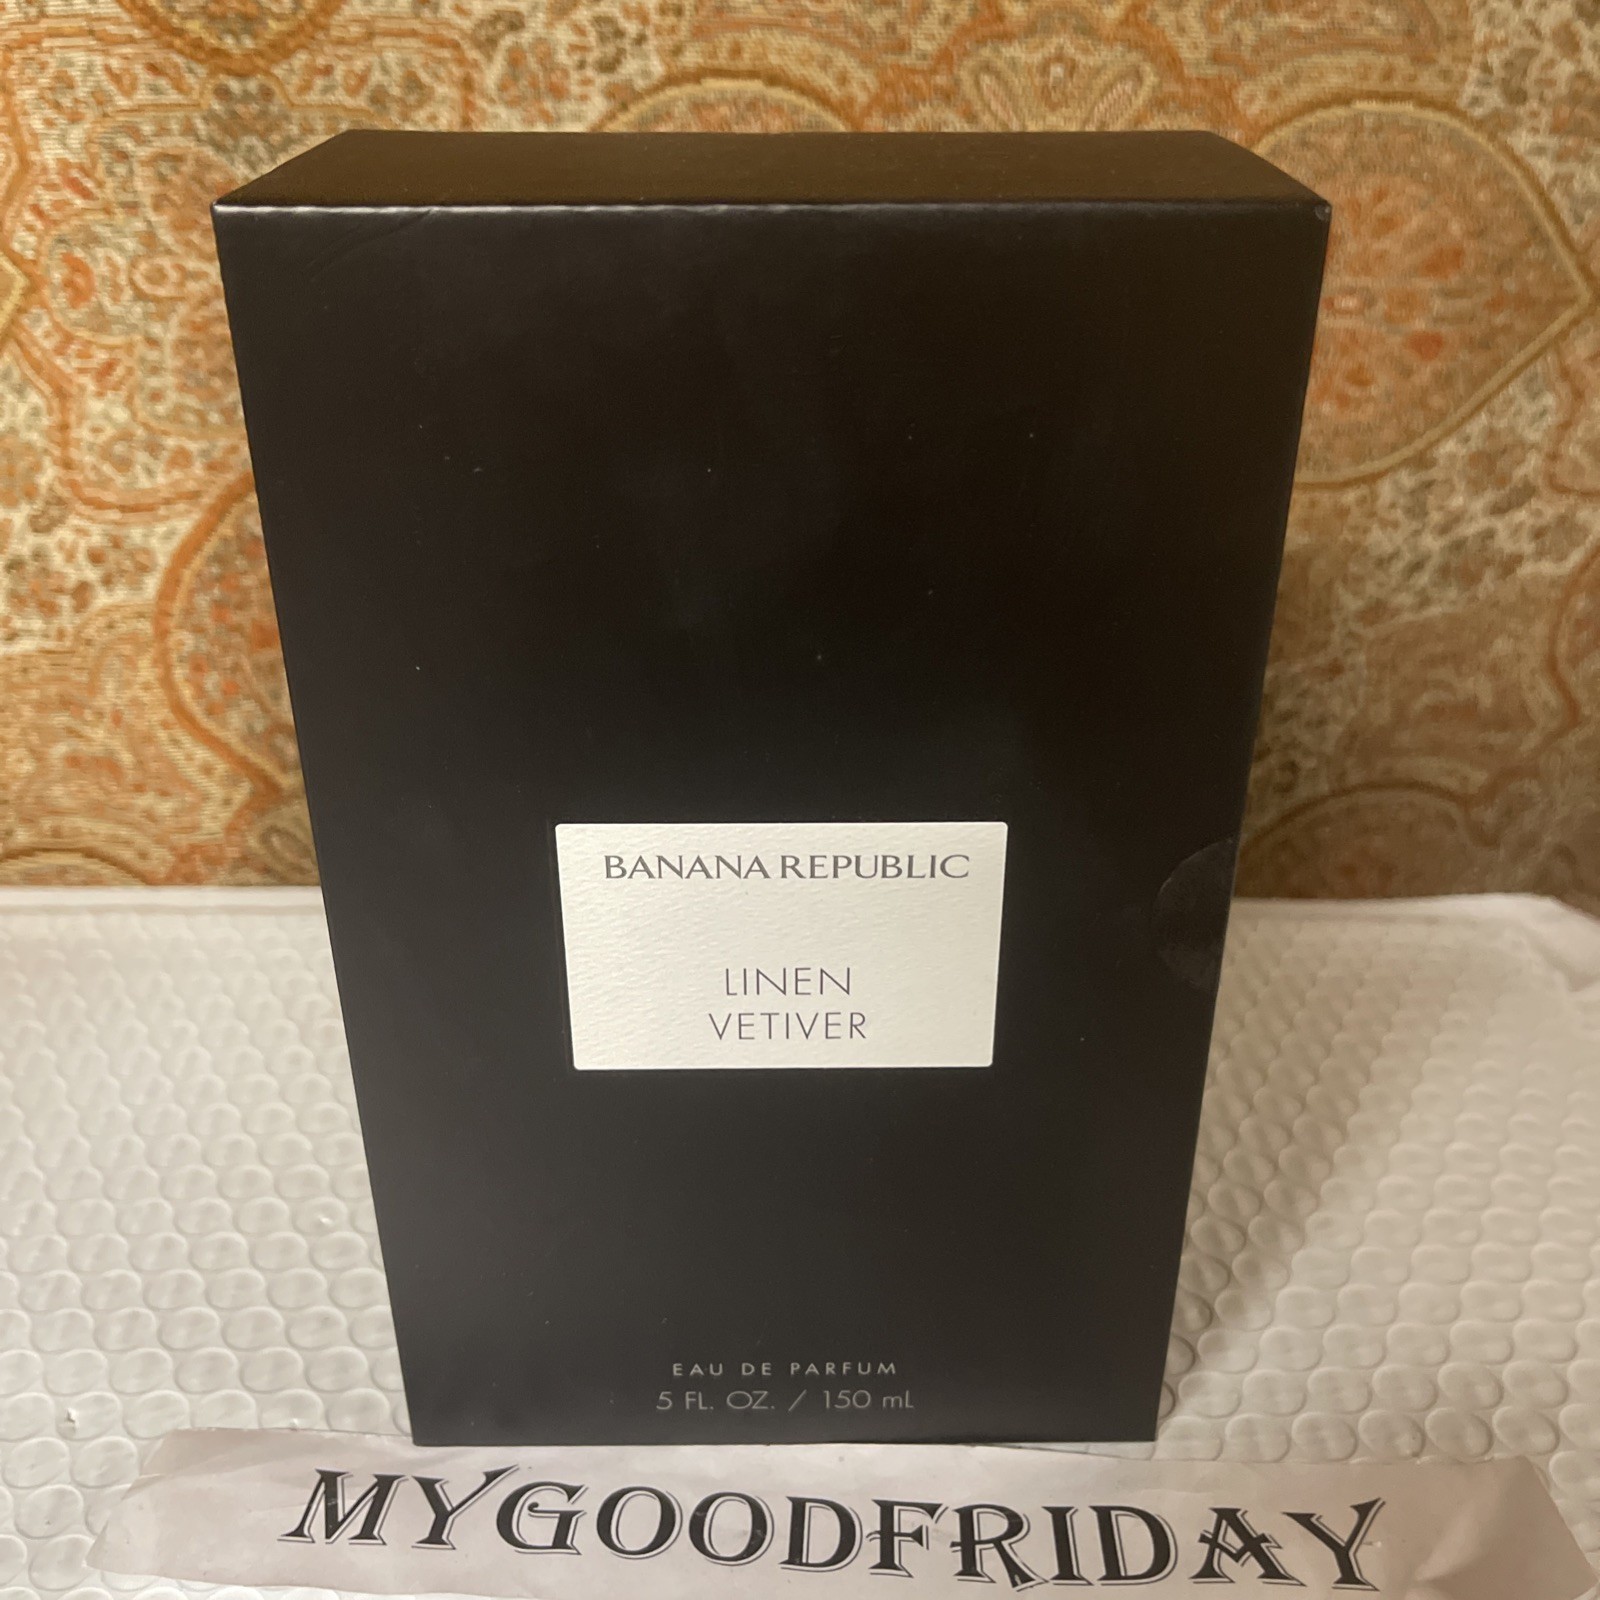 BANANA REPUBLIC
LINEN
VETIVER
EAU DE PARFUM
5 FL. OZ. / 150 mL
MYGOODFRIDAY